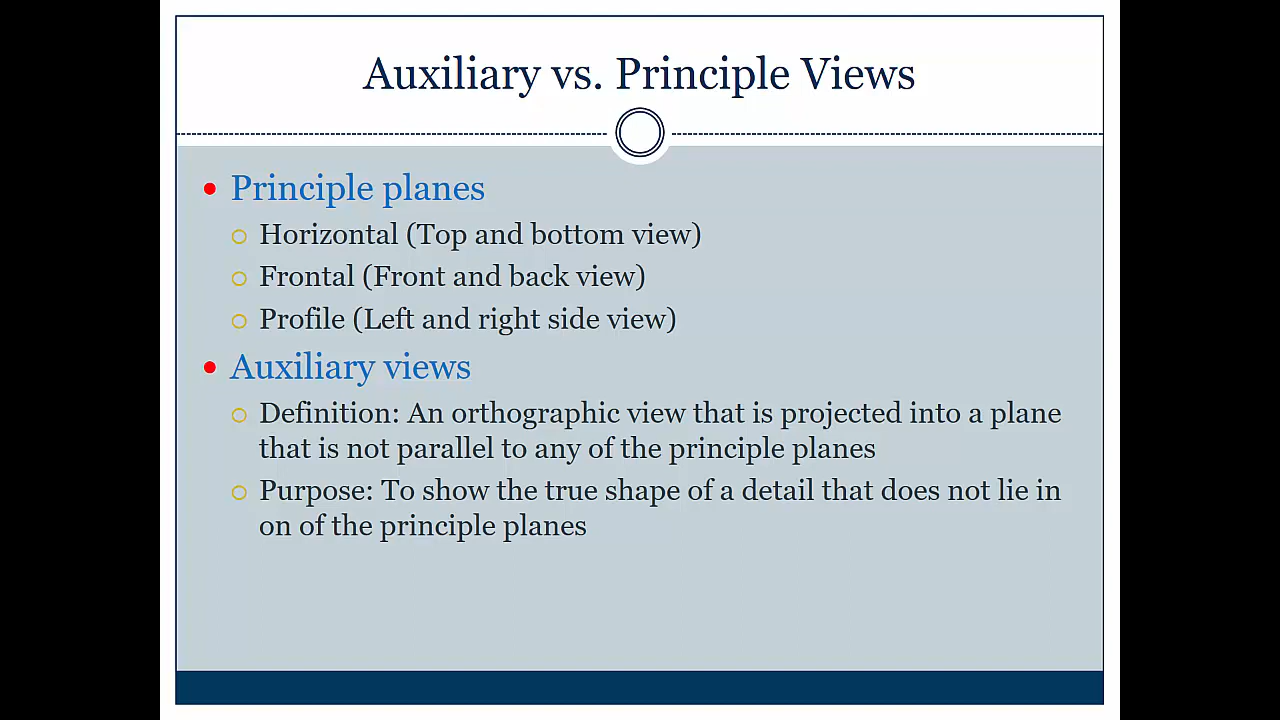 Auxiliary vs. Principle Views
Principle planes
Horizontal (Top and bottom view)
Frontal (Front and back view)
Profile (Left and right side view)
Auxiliary views
Definition: An orthographic view that is projected into a plane
that is not parallel to any of the principle planes
Purpose: To show the true shape of a detail that does not lie in
on of the principle planes